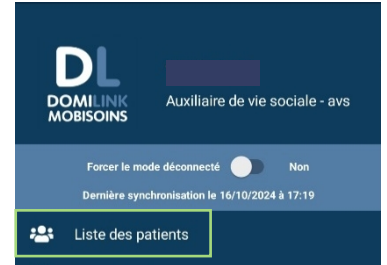 DL
DOMILINK
MOBISOINS
Auxiliaire de vie sociale - avs
Forcer le mode déconnecté Non
Dernière synchronisation le 16/10/2024 à 17:19
Liste des patients